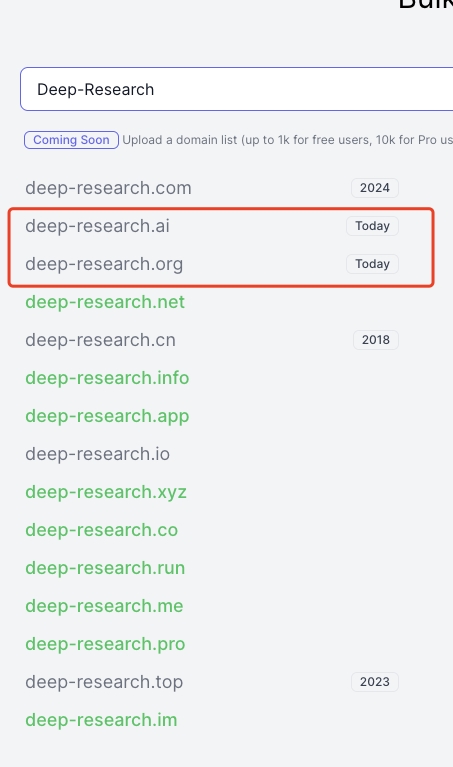 Deep-Research
Coming Soon Upload a domain list (up to 1k for free users, 10k for Pro us
deep-research.com 2024
deep-research.ai Today
deep-research.org Today
deep-research.net
deep-research.cn 2018
deep-research.info
deep-research.app
deep-research.io
deep-research.xyz
deep-research.co
deep-research.run
deep-research.me
deep-research.pro
deep-research.top 2023
deep-research.im